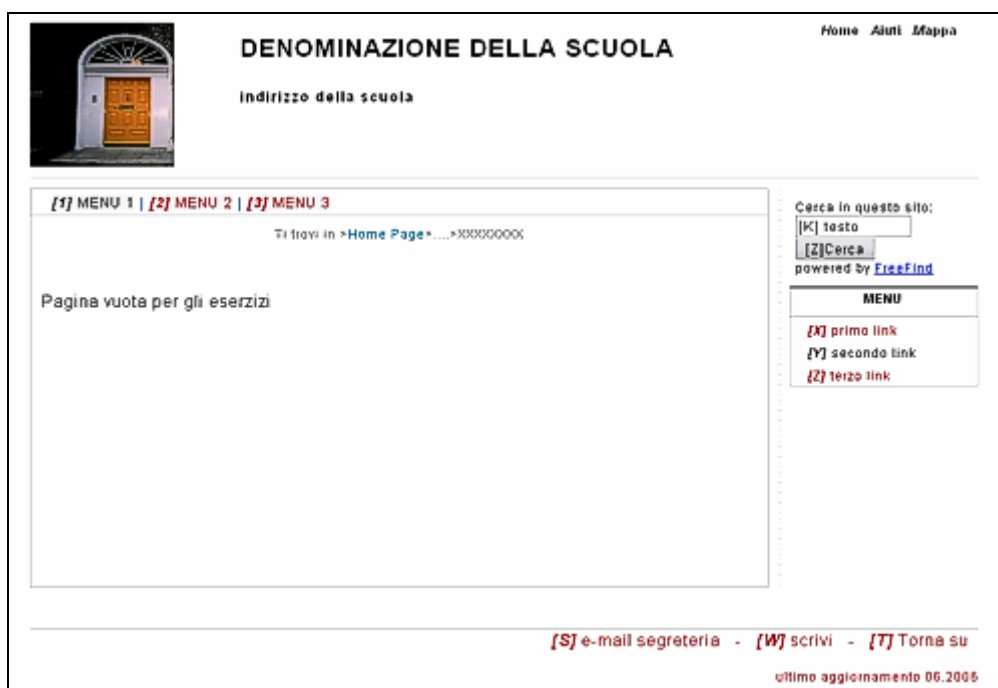 DENOMINAZIONE DELLA SCUOLA
indirizzo della scuola
Home Aiuti Mappa
[1] MENU 1 | [2] MENU 2 | [3] MENU 3
Ti trovi in >Home Page>....>XXXXXXXX
Pagina vuota per gli eserzizi
Cerca in questo sito:
[K] testo
[Z]Cerca
powered by FreeFind
MENU
[X] primo link
[Y] secondo link
[Z] terzo link
[S] e-mail segreteria - [W] scrivi - [T] Torna su
ultimo aggiornamento 06.2005